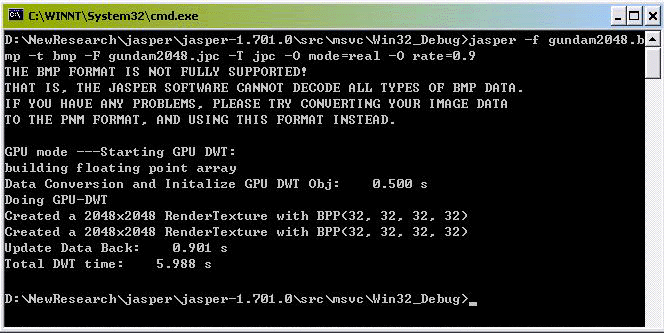 C:\WINNT\System32\cmd.exe
D:\NewResearch\jasper\jasper-1.701.0\src\msvc\Win32_Debug>jasper -f gundam2048.b
mp -t bmp -F gundam2048.jpc -T jpc -O mode=real -O rate=0.9
THE BMP FORMAT IS NOT FULLY SUPPORTED!
THAT IS, THE JASPER SOFTWARE CANNOT DECODE ALL TYPES OF BMP DATA.
IF YOU HAVE ANY PROBLEMS, PLEASE TRY CONVERTING YOUR IMAGE DATA
TO THE PNM FORMAT, AND USING THIS FORMAT INSTEAD.
GPU mode ---Starting GPU DWT:
building floating point array
Data Conversion and Initalize GPU DWT Obj:    0.500 s
Doing GPU-DWT
Created a 2048x2048 RenderTexture with BPP(32, 32, 32, 32)
Created a 2048x2048 RenderTexture with BPP(32, 32, 32, 32)
Update Data Back:    0.901 s
Total DWT time:    5.988 s
D:\NewResearch\jasper\jasper-1.701.0\src\msvc\Win32_Debug>_